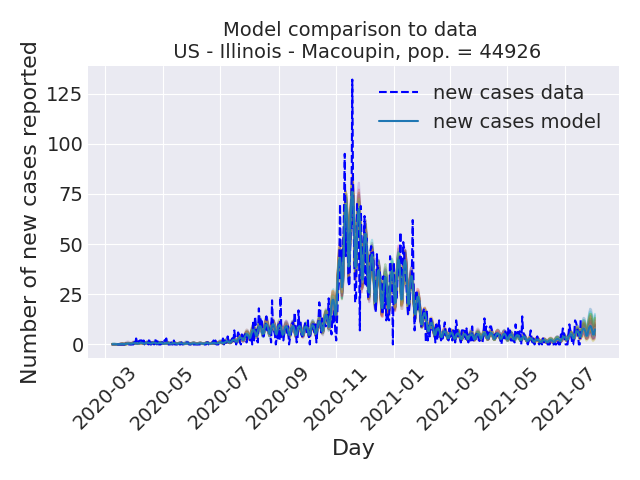 Model comparison to data
US - Illinois - Macoupin, pop. = 44926
Number of new cases reported
125
100
75
50
25
0
new cases data
new cases model
2020-03
2020-05
2020-07
2020-09
2020-11
2021-01
2021-03
2021-05
2021-07
Day